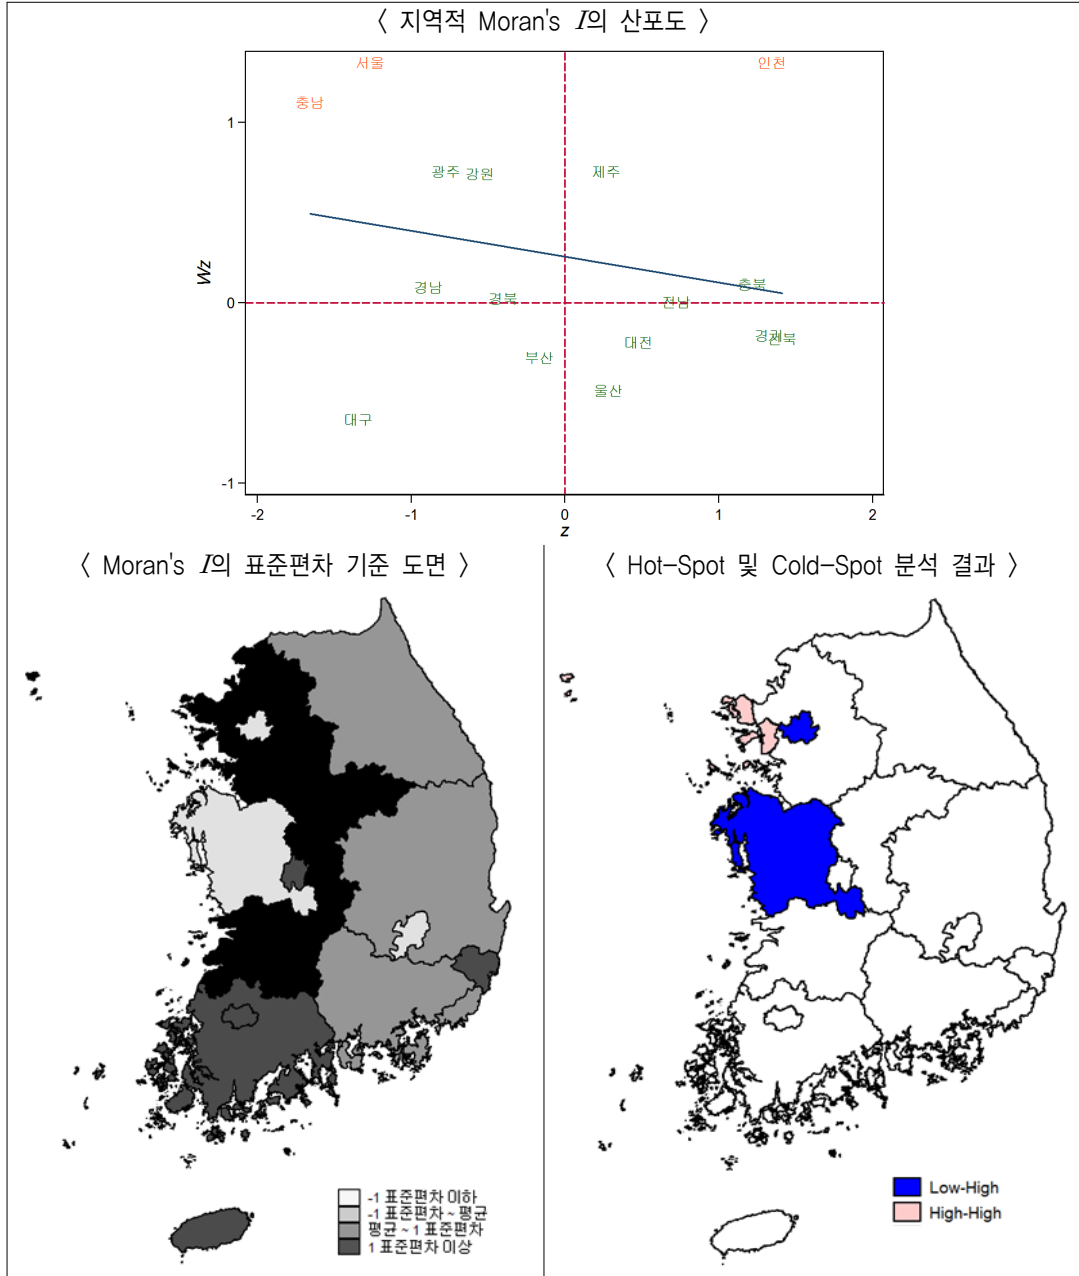 〈 지역적 Moran's I의 산포도 〉
서울
인천
충남
1
광주
강원
제주
Wz
경남
경북
충북
0
전남
경기
전북
대전
부산
울산
대구
-1
-2
-1
0
1
2
z
〈 Moran's I의 표준편차 기준 도면 〉
〈 Hot-Spot 및 Cold-Spot 분석 결과 〉
-1 표준편차 이하
-1 표준편차 ~ 평균
평균 ~ 1 표준편차
1 표준편차 이상
Low-High
High-High